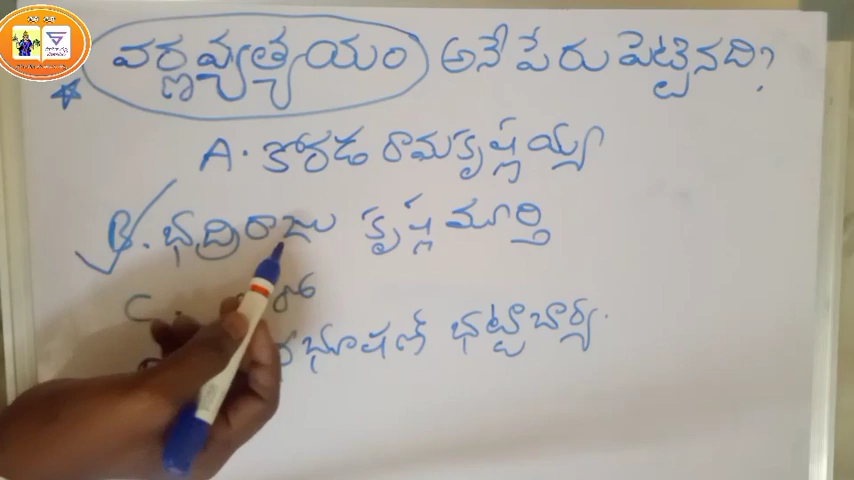 వర్ణవ్యత్యయం అనే పేరు పెట్టినది?
A. కోరాడ రామకృష్ణయ్య
B. భద్రిరాజు కృష్ణమూర్తి
C.
భూషణ్ భట్టాచార్య.